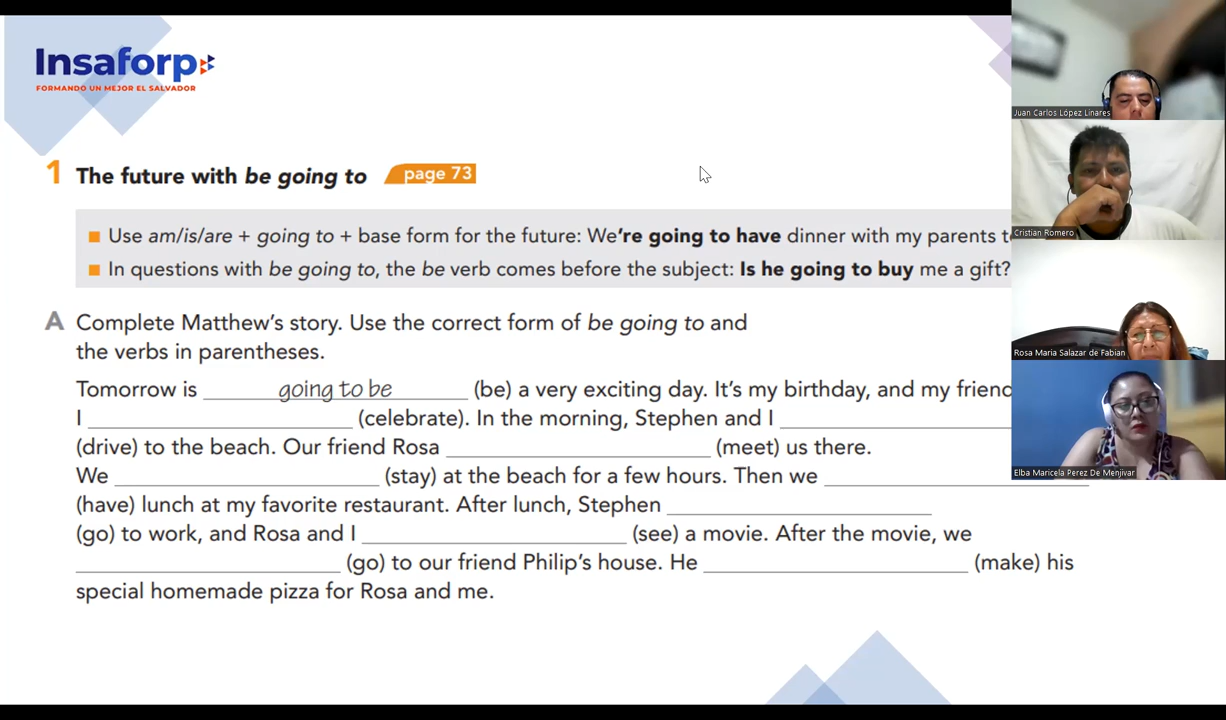 Insaforp
FORMANDO UN MEJOR EL SALVADOR
1 The future with be going to page 73
Use am/is/are + going to + base form for the future: We're going to have dinner with my parents
In questions with be going to, the be verb comes before the subject: Is he going to buy me a gift?
A Complete Matthew's story. Use the correct form of be going to and
the verbs in parentheses.
Tomorrow is going to be (be) a very exciting day. It's my birthday, and my
I (celebrate). In the morning, Stephen and I
(drive) to the beach. Our friend Rosa (meet) us there.
We (stay) at the beach for a few hours. Then we
(have) lunch at my favorite restaurant. After lunch, Stephen
(go) to work, and Rosa and I (see) a movie. After the movie, we
(go) to our friend Philip's house. He (make) his
special homemade pizza for Rosa and me.
Juan Carlos López Linares
Cristian Romero
Rosa Maria Salazar de Fabian
Elba Maricela Perez De Menjivar